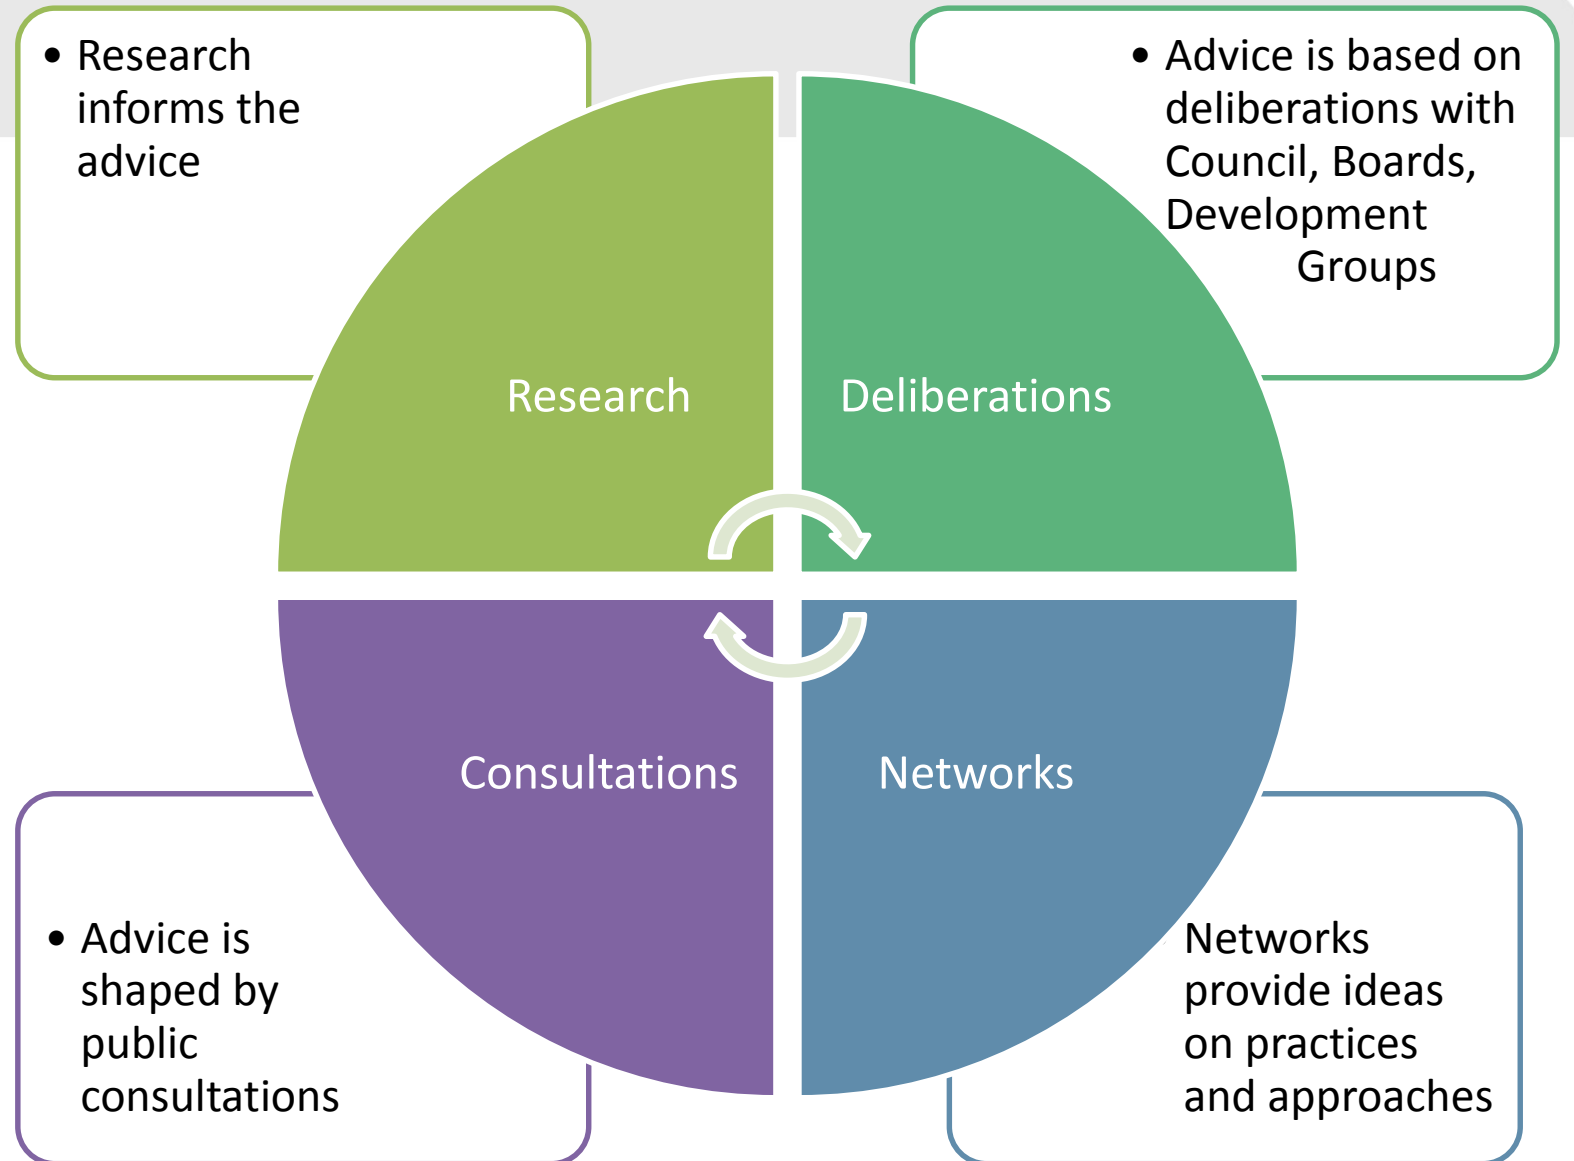 • Research
informs the
advice
• Advice is based on
deliberations with
Council, Boards,
Development
Groups
Research
Deliberations
Consultations
Networks
• Advice is
shaped by
public
consultations
Networks
provide ideas
on practices
and approaches